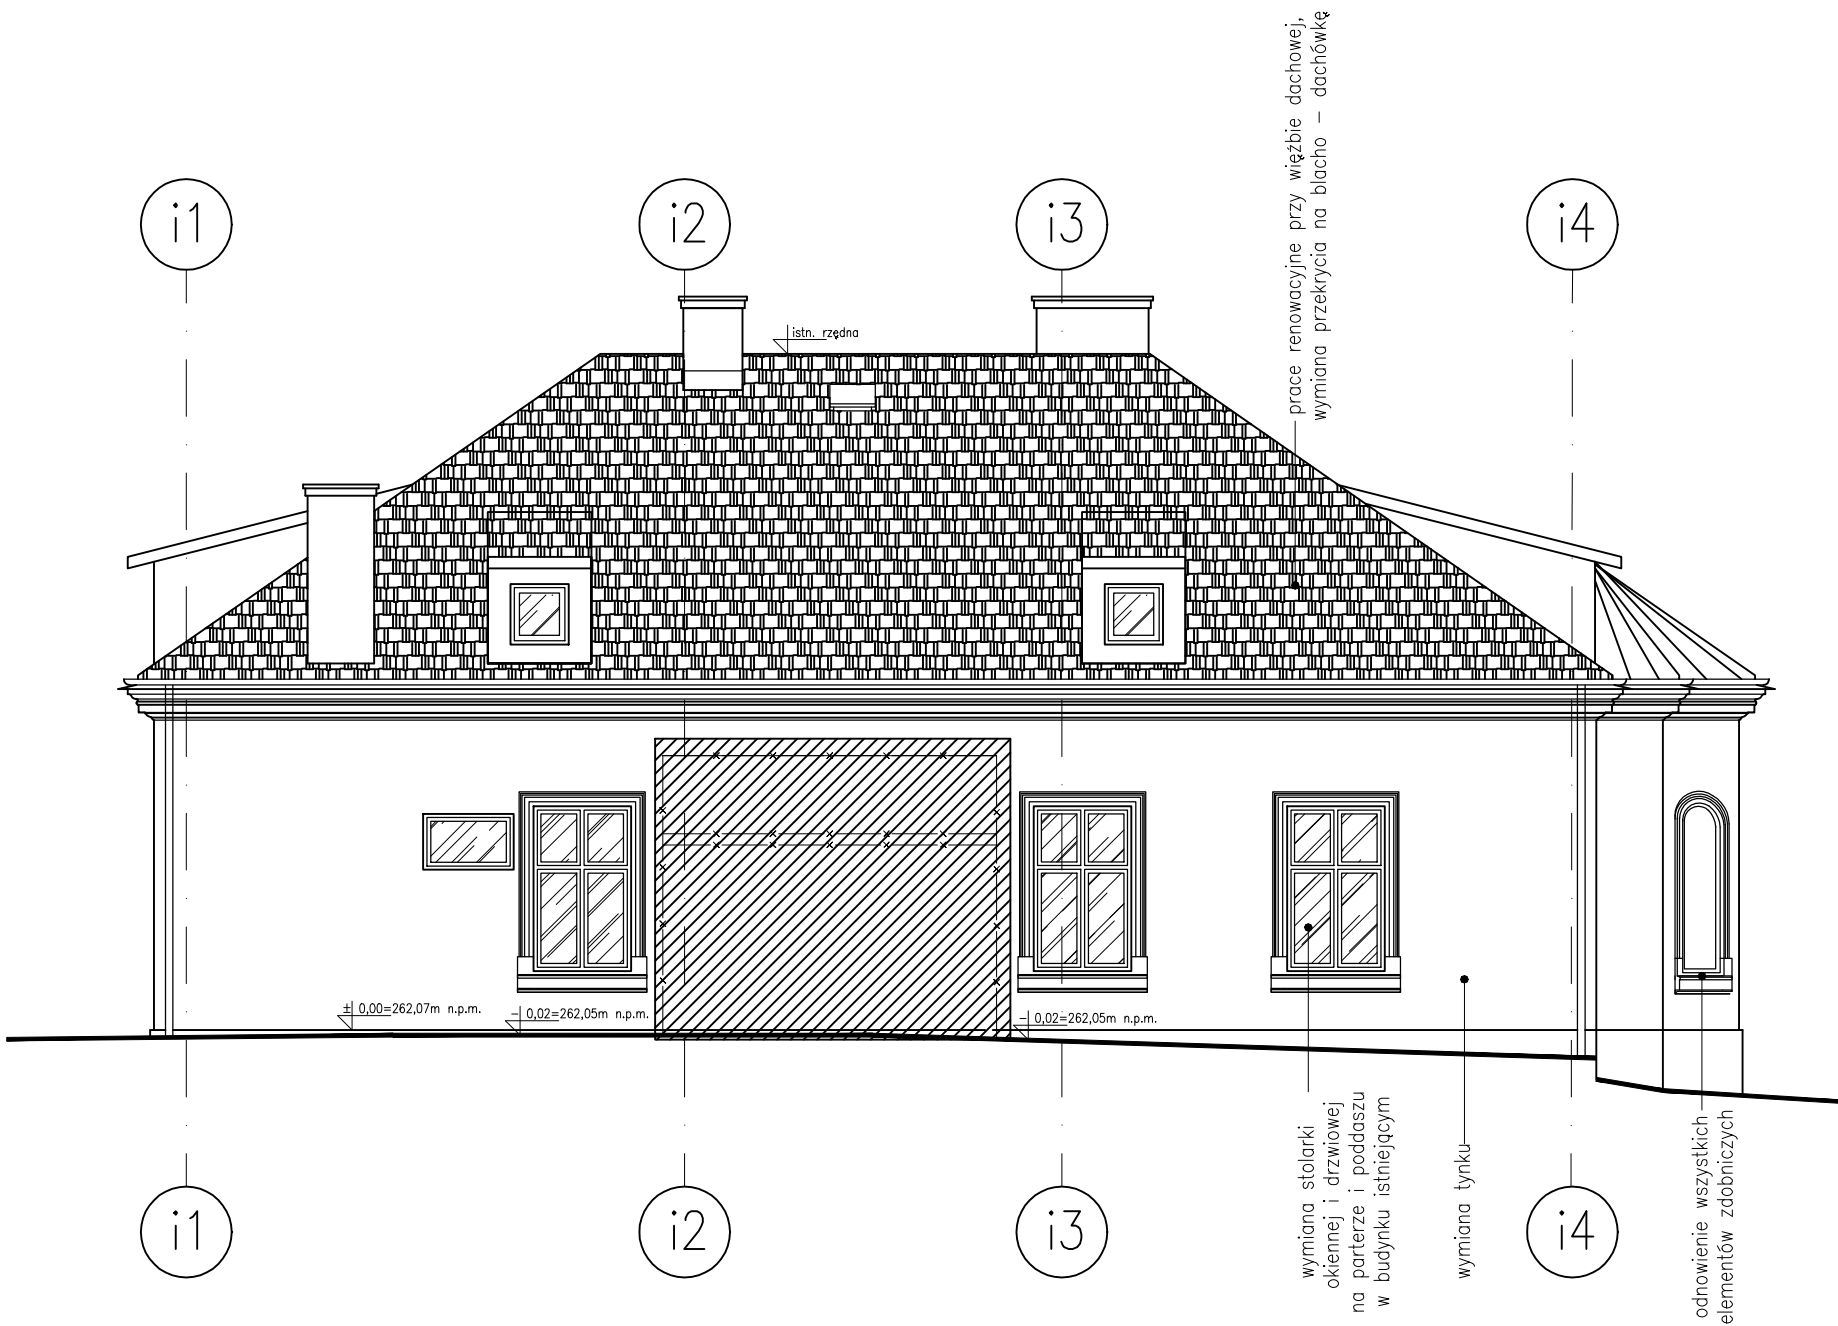 prace renowacyjne przy więźbie dachowej,
wymiana przekrycia na blacho – dachówkę
i1
i2
i3
i4
istn. rzędna
±0,00=262,07m n.p.m.
-0,02=262,05m n.p.m.
-0,02=262,05m n.p.m.
wymiana stolarki
okiennej i drzwiowej
na parterze i poddaszu
w budynku istniejącym
wymiana tynku
odnowienie wszystkich
elementów zdobniczych
i1
i2
i3
i4